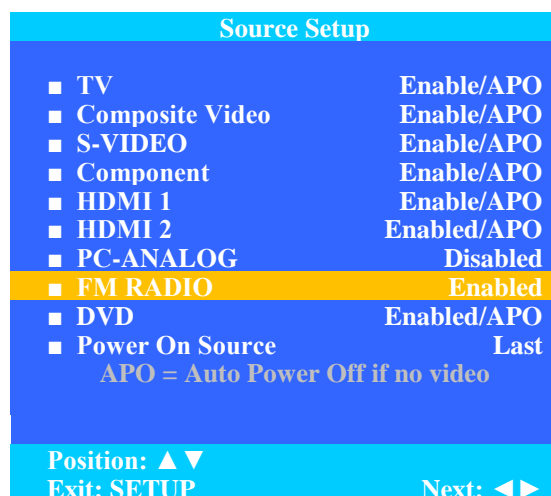 Source Setup
■ TV Enable/APO
■ Composite Video Enable/APO
■ S-VIDEO Enable/APO
■ Component Enable/APO
■ HDMI 1 Enable/APO
■ HDMI 2 Enabled/APO
■ PC-ANALOG Disabled
■ FM RADIO Enabled
■ DVD Enabled/APO
■ Power On Source Last
APO = Auto Power Off if no video
Position: ▲▼
Exit: SETUP Next: ◄►